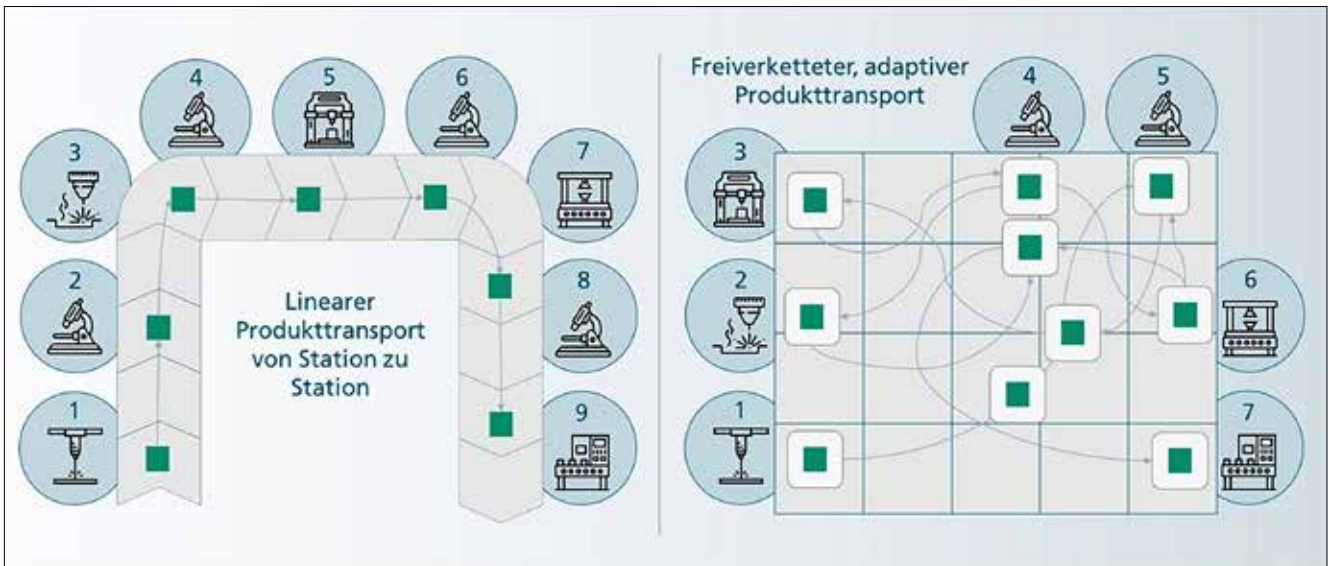 4
5
6
3
7
2
8
1
9
Linearer
Produkttransport
von Station zu
Station
Freiverketteter, adaptiver
Produkttransport
4
5
3
2
6
1
7